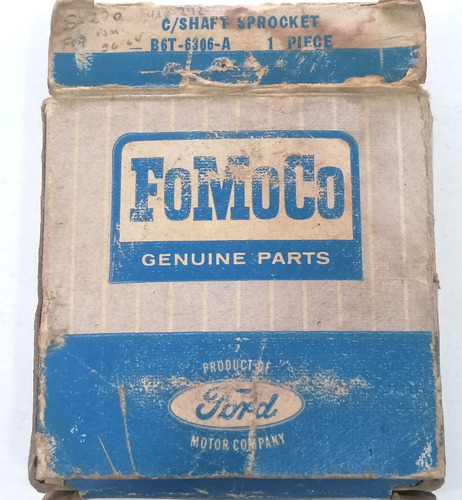 C/SHAFT SPROCKET
B6T-6306-A 1 PIECE
FoMoCo
GENUINE PARTS
PRODUCT OF
Ford
MOTOR COMPANY